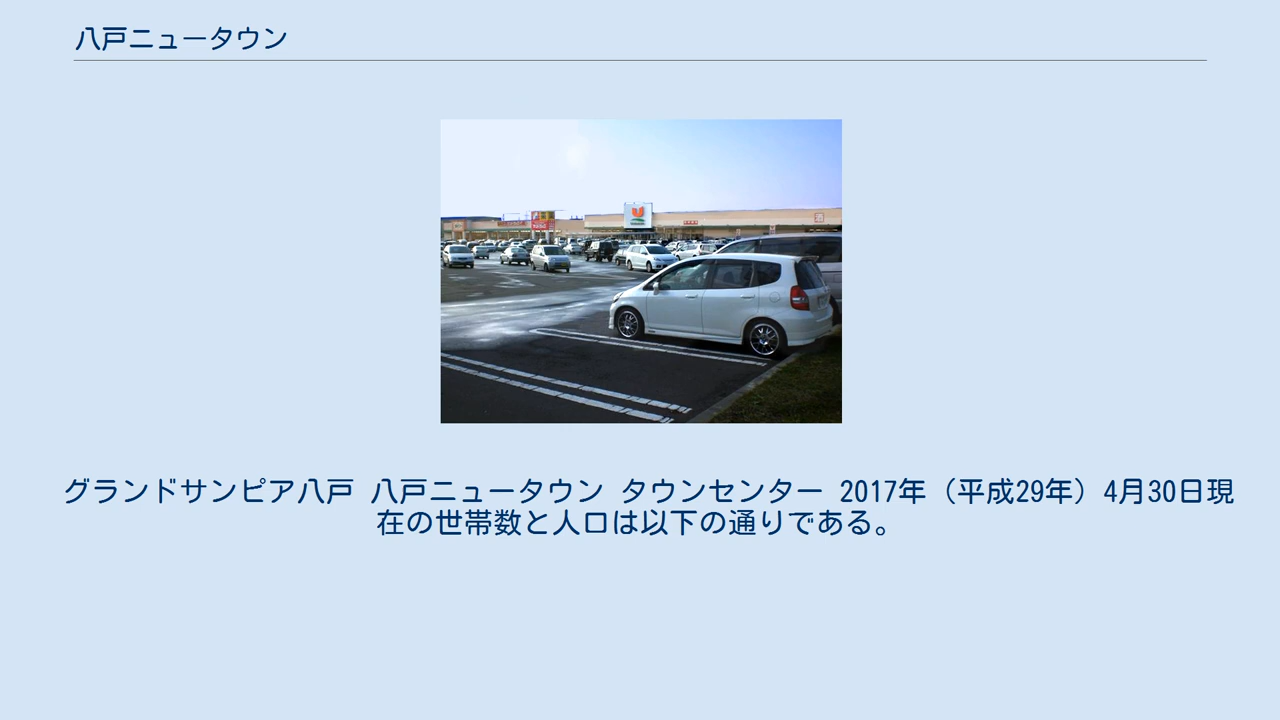 八戸ニュータウン
グランドサンピア八戸 八戸ニュータウン タウンセンター 2017年（平成29年）4月30日現
在の世帯数と人口は以下の通りである。